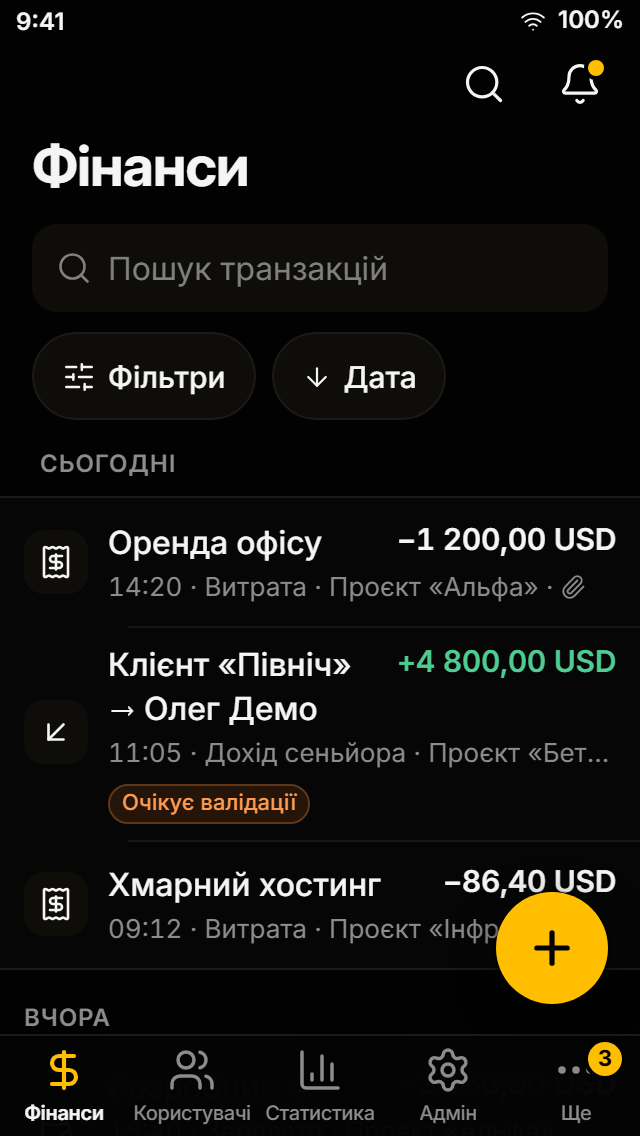 9:41
100%
Фінанси
Пошук транзакцій
Фільтри
Дата
СЬОГОДНІ
Оренда офісу
−1 200,00 USD
14:20 · Витрата · Проєкт «Альфа» ·
Клієнт «Північ»
→ Олег Демо
+4 800,00 USD
11:05 · Дохід сеньйора · Проєкт «Бет…
Очікує валідації
Хмарний хостинг
−86,40 USD
09:12 · Витрата · Проєкт «Інфр
ВЧОРА
3
Фінанси
Користувачі
Статистика
Адмін
Ще